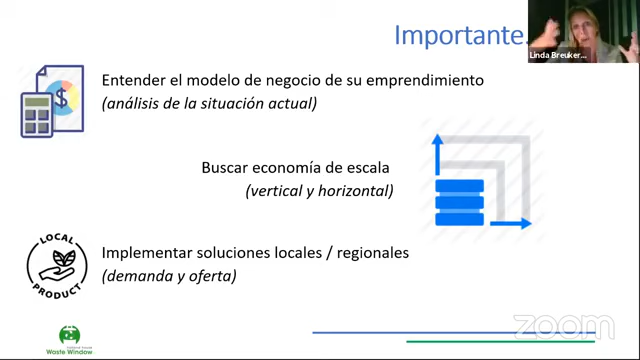 Importante.
Linda Breuker...
Entender el modelo de negocio de su emprendimiento
(análisis de la situación actual)
Buscar economía de escala
(vertical y horizontal)
LOCAL
PRODUCT
Implementar soluciones locales / regionales
(demanda y oferta)
Waste Window
zoom